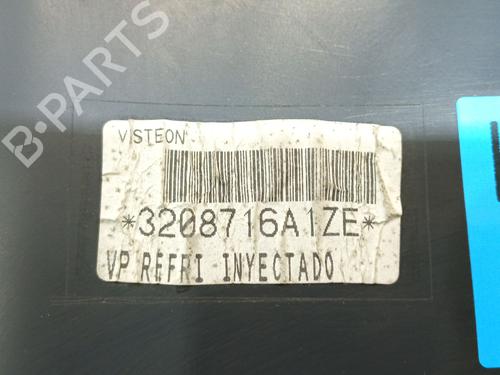 B-PARTS
VISTEON
*3208716A1ZE*
VP REFRI INYECTADO